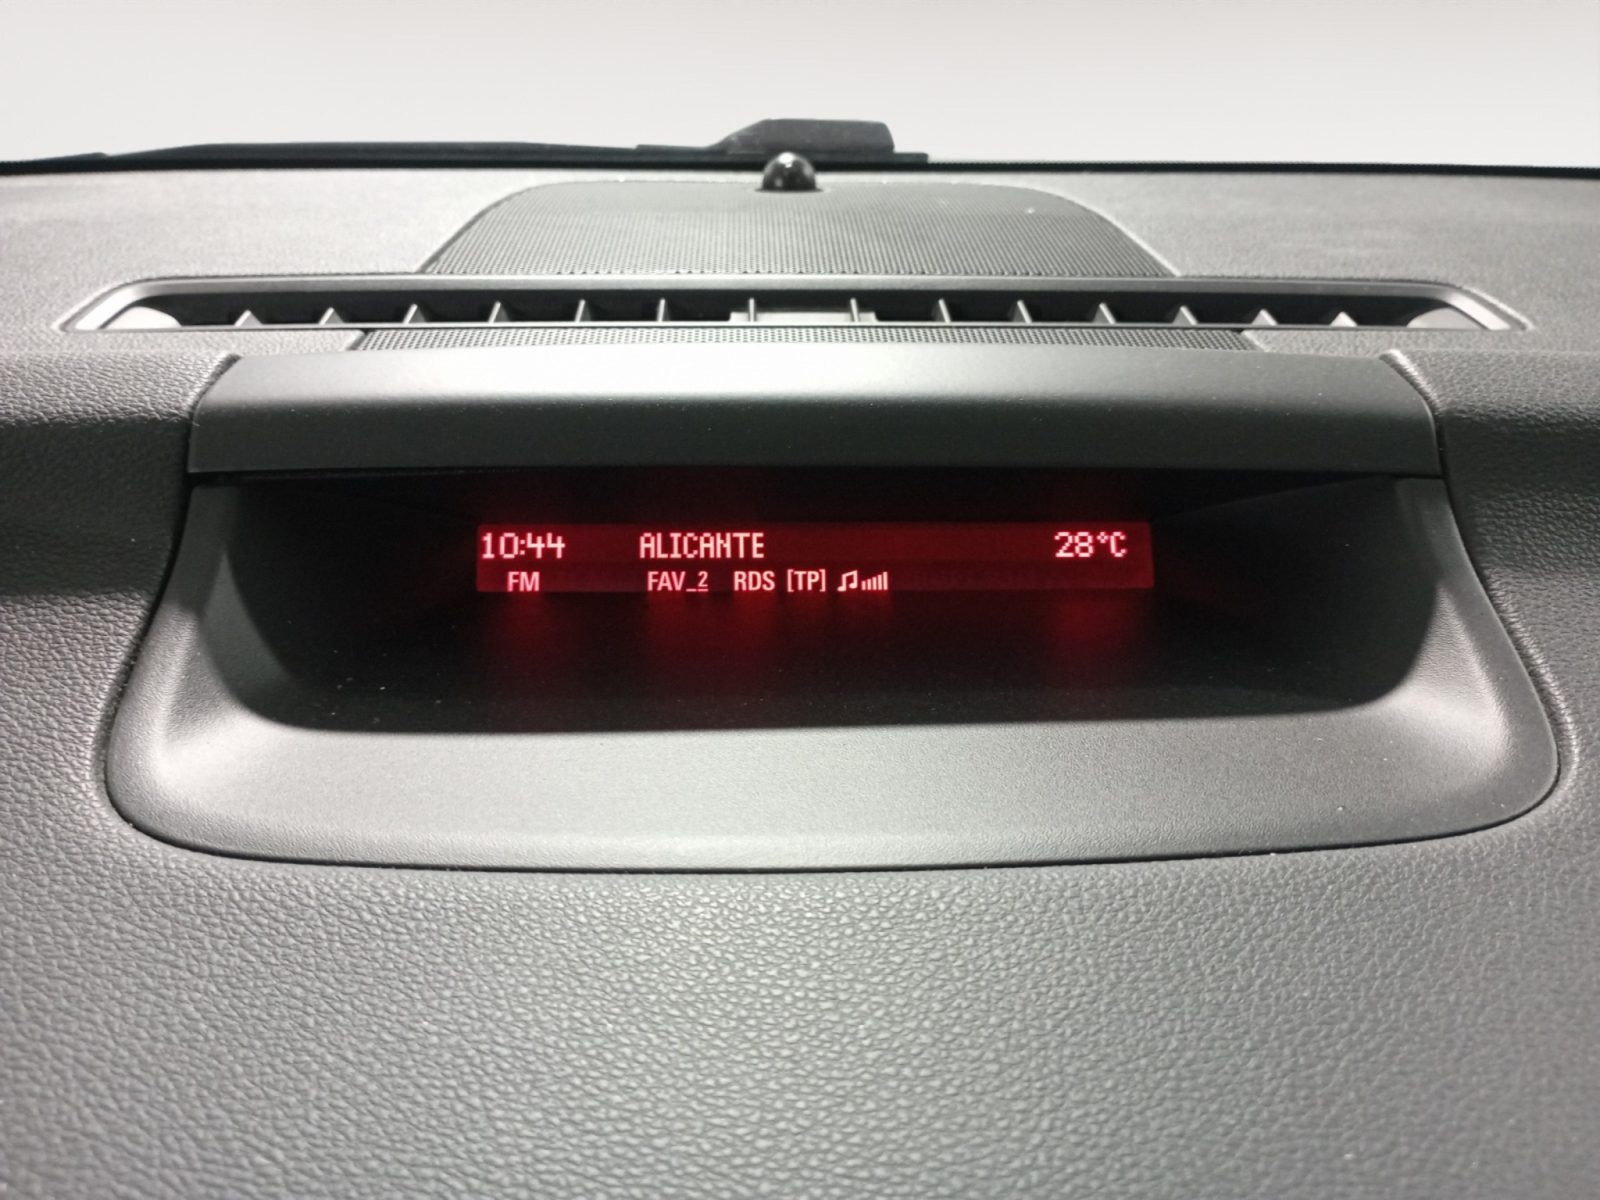 10:44 ALICANTE 28°C
FM FAV_2 RDS [TP]